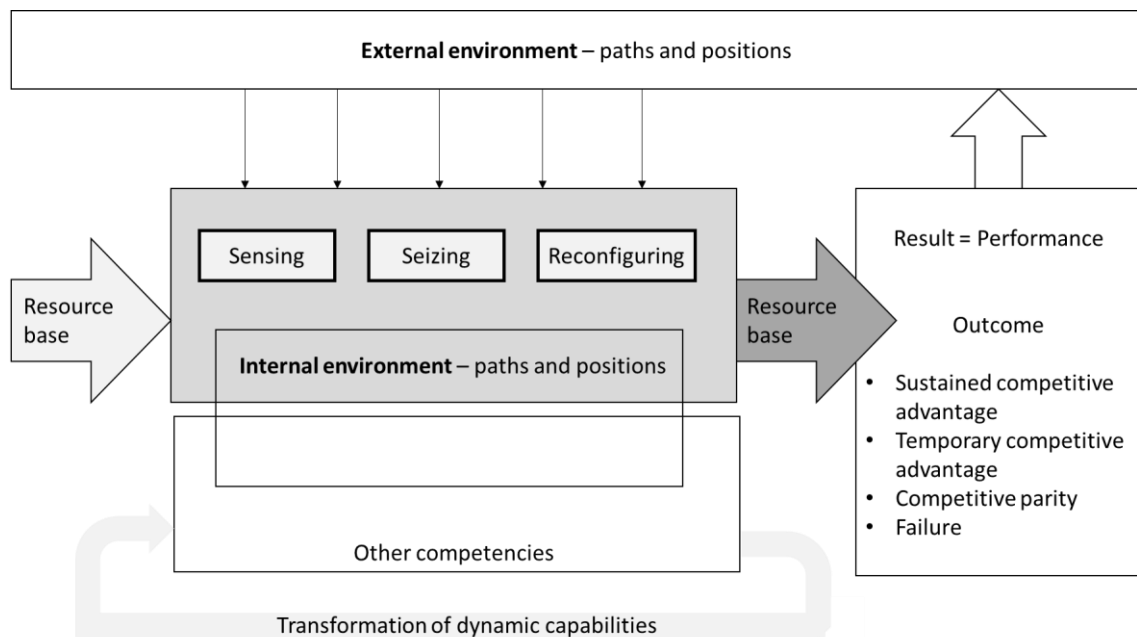 External environment – paths and positions
Sensing
Seizing
Reconfiguring
Resource
base
Internal environment – paths and positions
Other competencies
Transformation of dynamic capabilities
Resource
base
Result = Performance
Outcome
• Sustained competitive
advantage
• Temporary competitive
advantage
• Competitive parity
• Failure